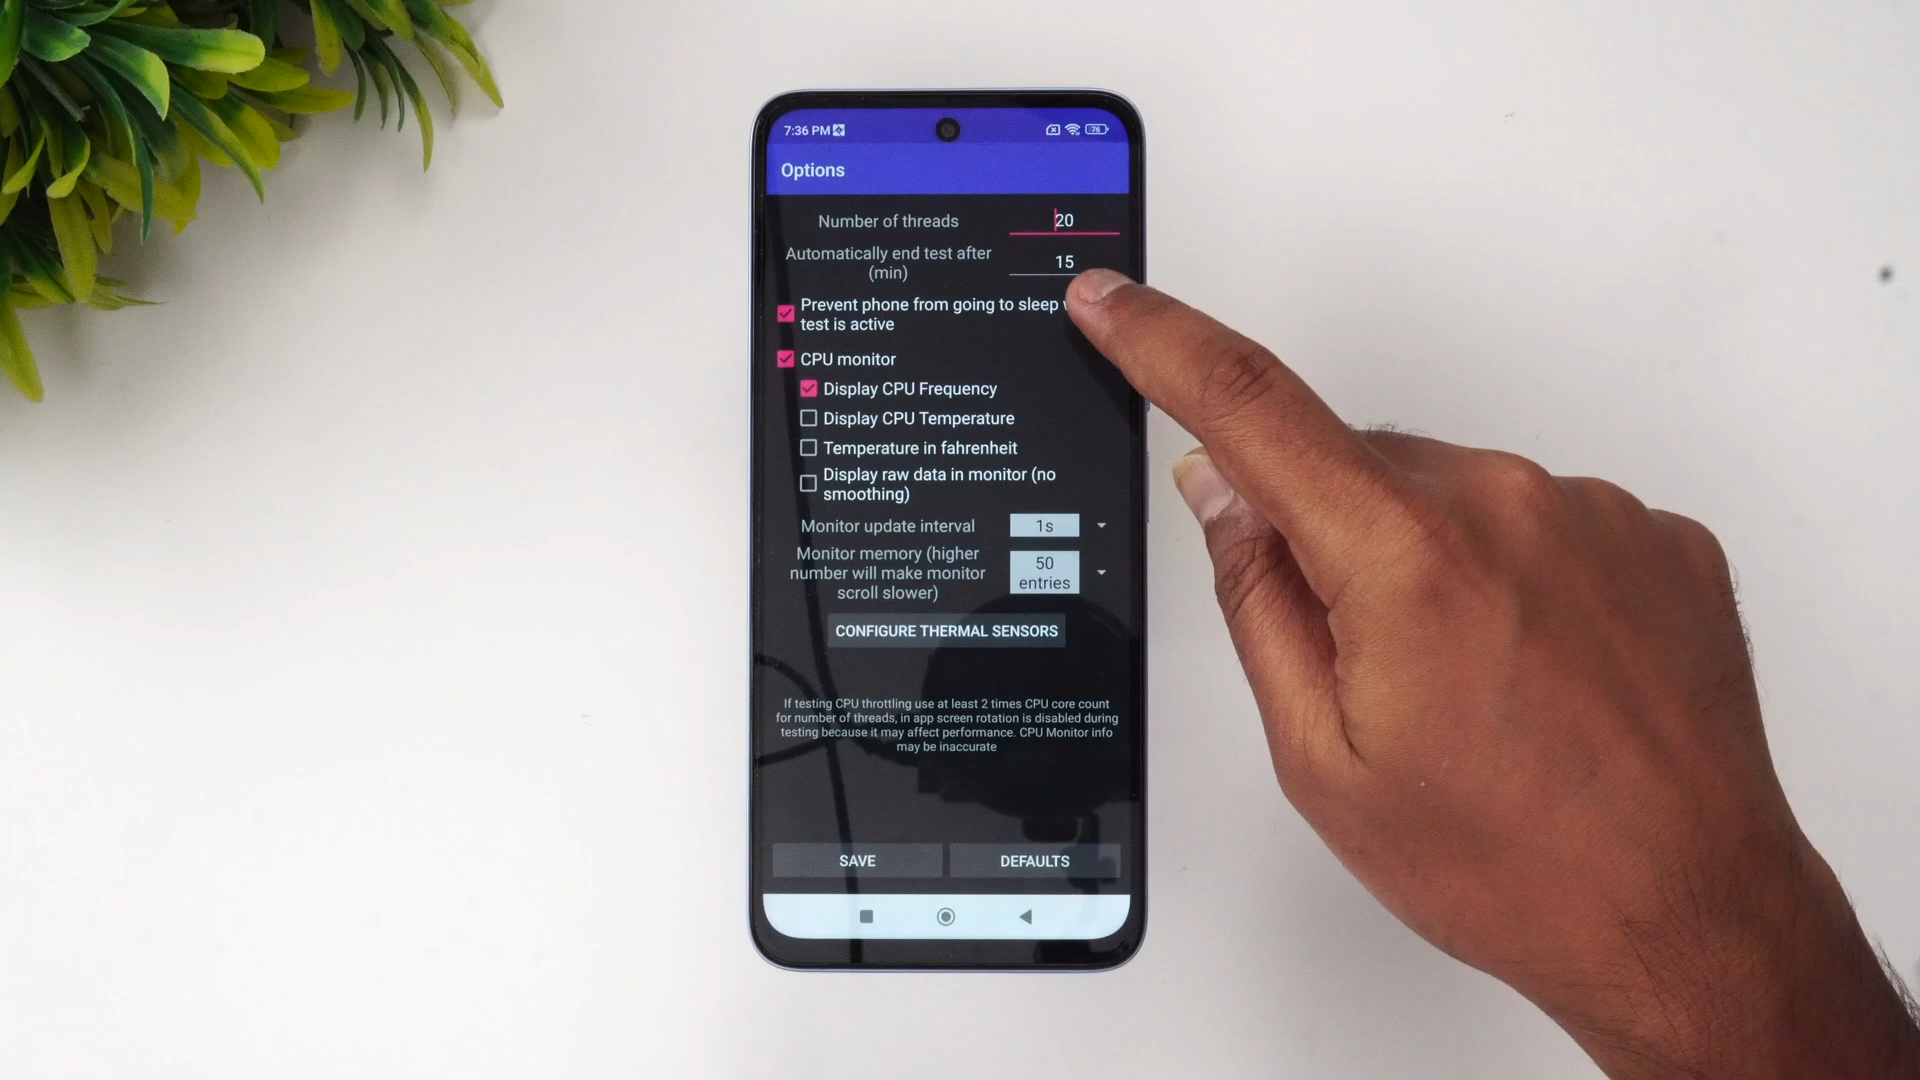 7:36 PM
76
Options
Number of threads
20
Automatically end test after
(min)
15
Prevent phone from going to sleep
test is active
CPU monitor
Display CPU Frequency
Display CPU Temperature
Temperature in fahrenheit
Display raw data in monitor (no
smoothing)
Monitor update interval
1s
Monitor memory (higher
number will make monitor
scroll slower)
50
entries
CONFIGURE THERMAL SENSORS
If testing CPU throttling use at least 2 times CPU core count
for number of threads, in app screen rotation is disabled during
testing because it may affect performance. CPU Monitor info
may be inaccurate
SAVE
DEFAULTS